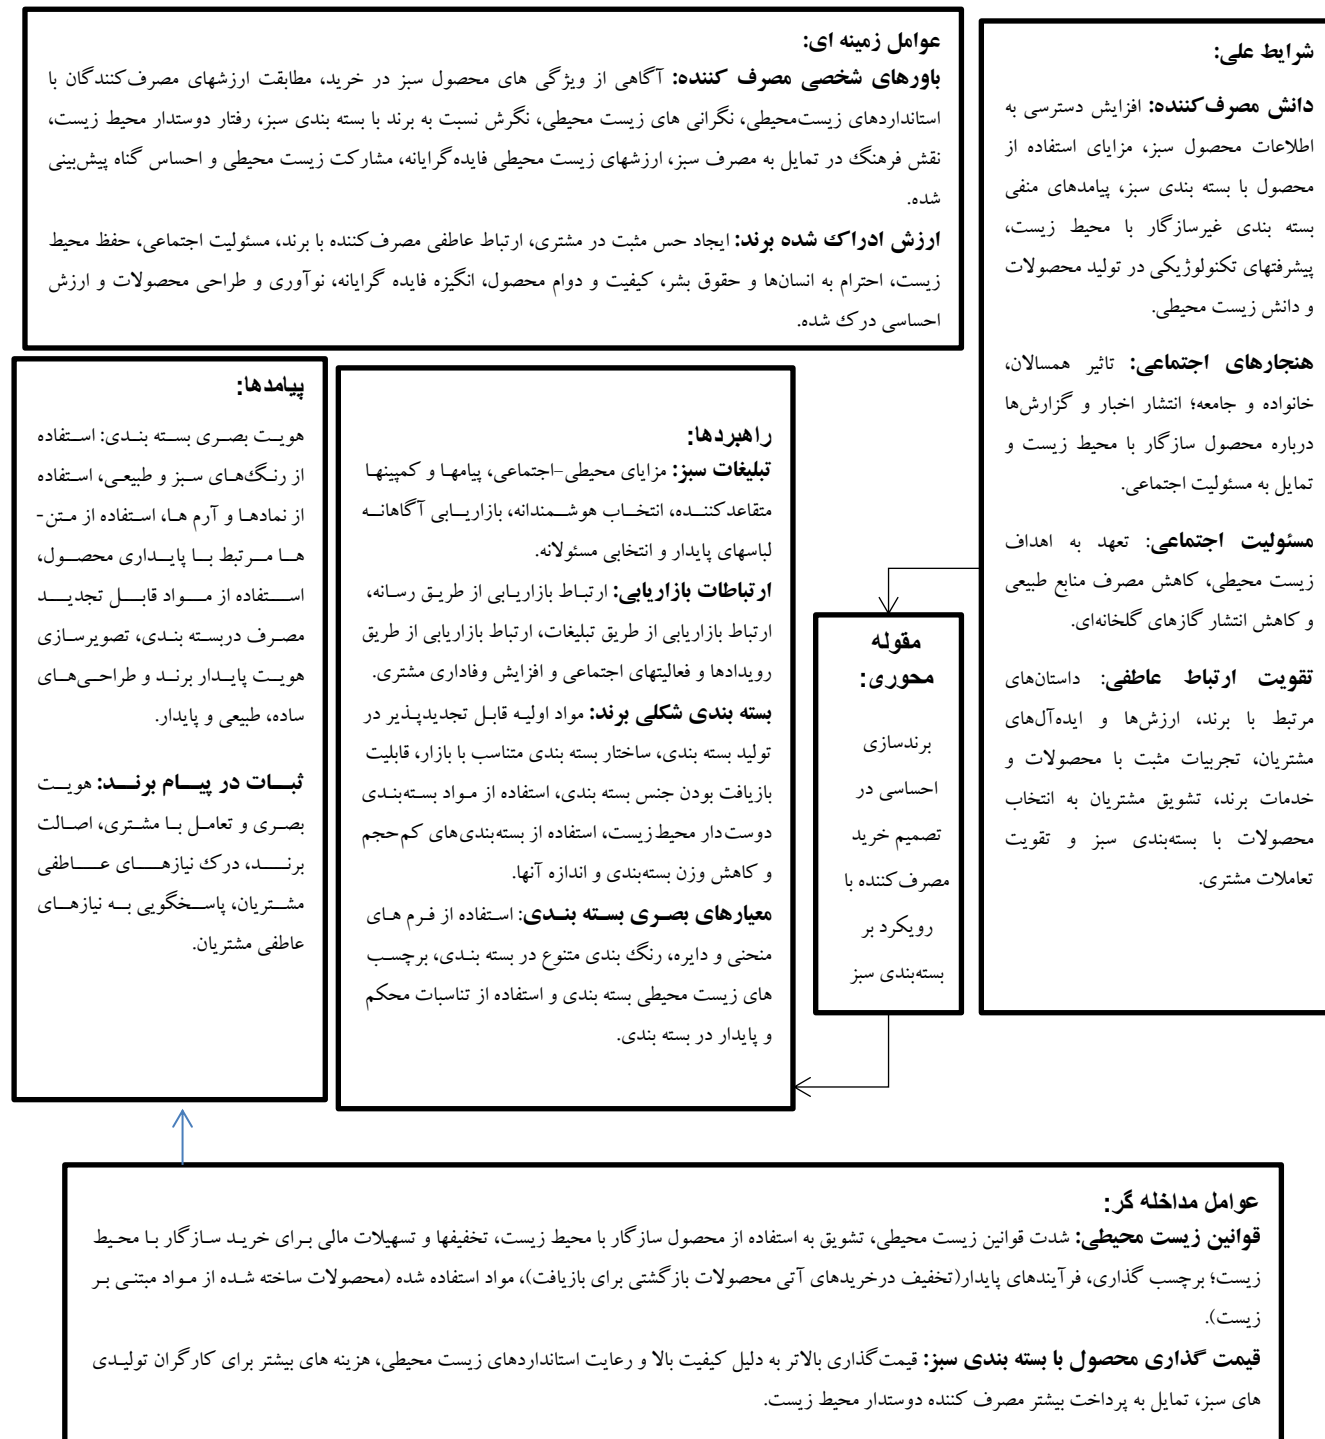 عوامل زمینه ای:
باورهای شخصی مصرف کننده: آگاهی از ویژگی های محصول سبز در خرید، مطابقت ارزشهای مصرف‌کنندگان با
استانداردهای زیست‌محیطی، نگرانی های زیست محیطی، نگرش نسبت به برند با بسته بندی سبز، رفتار دوستدار محیط زیست،
نقش فرهنگ در تمایل به مصرف سبز، ارزشهای زیست محیطی فایده‌گرایانه، مشارکت زیست محیطی و احساس گناه پیش‌بینی
شده.
ارزش ادراک شده برند: ایجاد حس مثبت در مشتری، ارتباط عاطفی مصرف‌کننده با برند، مسئولیت اجتماعی، حفظ محیط
زیست، احترام به انسان‌ها و حقوق بشر، کیفیت و دوام محصول، انگیزه فایده گرایانه، نوآوری و طراحی محصولات و ارزش
احساسی درک شده.
شرایط علی:
دانش مصرف‌کننده: افزایش دسترسی به
اطلاعات محصول سبز، مزایای استفاده از
محصول با بسته بندی سبز، پیامدهای منفی
بسته بندی غیرسازگار با محیط زیست،
پیشرفتهای تکنولوژیکی در تولید محصولات
و دانش زیست محیطی.
هنجارهای اجتماعی: تاثیر همسالان،
خانواده و جامعه؛ انتشار اخبار و گزارش‌ها
درباره محصول سازگار با محیط زیست و
تمایل به مسئولیت اجتماعی.
مسئولیت اجتماعی: تعهد به اهداف
زیست محیطی، کاهش مصرف منابع طبیعی
و کاهش انتشار گازهای گلخانه‌ای.
تقویت ارتباط عاطفی: داستان‌های
مرتبط با برند، ارزش‌ها و ایده‌آل‌های
مشتریان، تجربیات مثبت با محصولات و
خدمات برند، تشویق مشتریان به انتخاب
محصولات با بسته‌بندی سبز و تقویت
تعاملات مشتری.
مقوله
محوری:
برندسازی
احساسی در
تصمیم خرید
مصرف‌کننده با
رویکرد بر
بسته‌بندی سبز
راهبردها:
تبلیغات سبز: مزایای محیطی-اجتماعی، پیامها و کمپینها
متقاعدکننده، انتخاب هوشمندانه، بازاریابی آگاهانه
لباسهای پایدار و انتخابی مسئولانه.
ارتباطات بازاریابی: ارتباط بازاریابی از طریق رسانه،
ارتباط بازاریابی از طریق تبلیغات، ارتباط بازاریابی از طریق
رویدادها و فعالیتهای اجتماعی و افزایش وفاداری مشتری.
بسته بندی شکلی برند: مواد اولیه قابل تجدیدپذیر در
تولید بسته بندی، ساختار بسته بندی متناسب با بازار، قابلیت
بازیافت بودن جنس بسته بندی، استفاده از مواد بسته‌بندی
دوست‌دار محیط‌زیست، استفاده از بسته‌بندی‌های کم‌حجم
و کاهش وزن بسته‌بندی و اندازه آنها.
معیارهای بصری بسته بندی: استفاده از فرم های
منحنی و دایره، رنگ بندی متنوع در بسته بندی، برچسب
های زیست محیطی بسته بندی و استفاده از تناسبات محکم
و پایدار در بسته بندی.
پیامدها:
هویت بصری بسته بندی: استفاده
از رنگ‌های سبز و طبیعی، استفاده
از نمادها و آرم ها، استفاده از متن-
ها مرتبط با پایداری محصول،
استفاده از مواد قابل تجدید
مصرف دربسته بندی، تصویرسازی
هویت پایدار برند و طراحی‌های
ساده، طبیعی و پایدار.
ثبات در پیام برند: هویت
بصری و تعامل با مشتری، اصالت
برند، درک نیازهای عاطفی
مشتریان، پاسخگویی به نیازهای
عاطفی مشتریان.
عوامل مداخله گر:
قوانین زیست محیطی: شدت قوانین زیست محیطی، تشویق به استفاده از محصول سازگار با محیط زیست، تخفیفها و تسهیلات مالی برای خرید سازگار با محیط
زیست؛ برچسب گذاری، فرآیندهای پایدار(تخفیف درخریدهای آتی محصولات بازگشتی برای بازیافت)، مواد استفاده شده (محصولات ساخته شده از مواد مبتنی بر
زیست).
قیمت گذاری محصول با بسته بندی سبز: قیمت‌گذاری بالاتر به دلیل کیفیت بالا و رعایت استانداردهای زیست محیطی، هزینه های بیشتر برای کارگران تولیدی
های سبز، تمایل به پرداخت بیشتر مصرف کننده دوستدار محیط زیست.